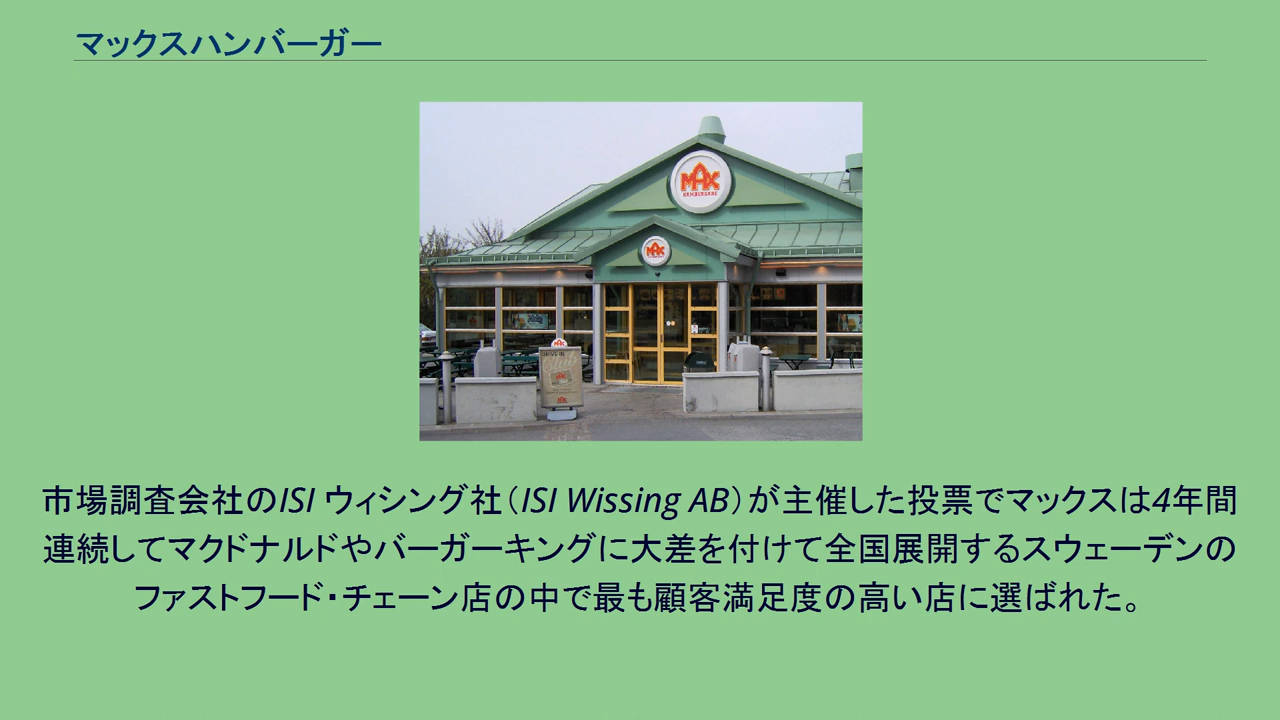 マックスハンバーガー
MAX
HAMBURGARE
MAX
DRIVE-IN
MAX
市場調査会社のISI ウィシング社（ISI Wissing AB）が主催した投票でマックスは4年間
連続してマクドナルドやバーガーキングに大差を付けて全国展開するスウェーデンの
ファストフード・チェーン店の中で最も顧客満足度の高い店に選ばれた。